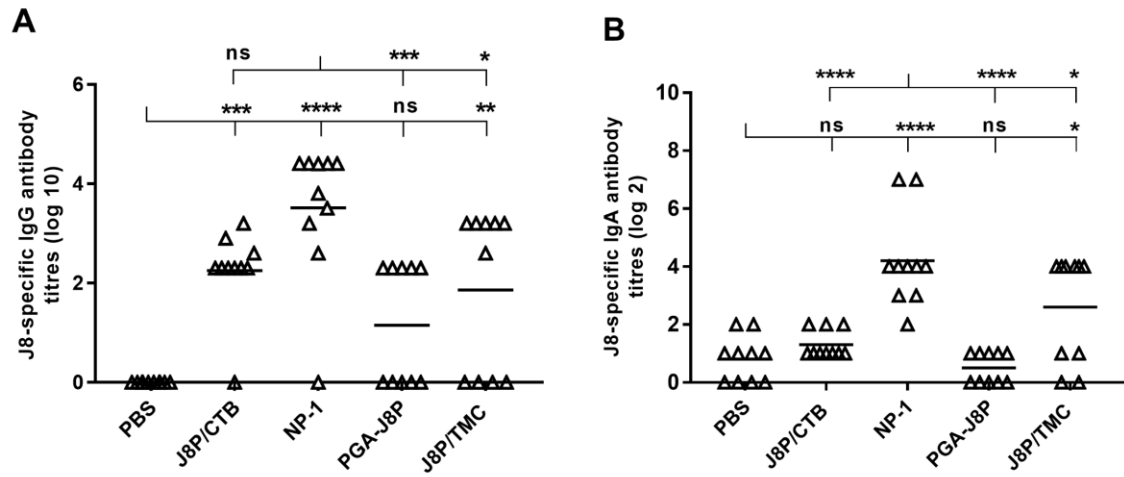 A
ns *** *
*** **** ns **
J8-specific IgG antibody
titres (log 10)
6
4
2
0
PBS
J8P/CTB
NP-1
PGA-J8P
J8P/TMC
B
**** **** *
ns **** ns *
J8-specific IgA antibody
titres (log 2)
10
8
6
4
2
0
PBS
J8P/CTB
NP-1
PGA-J8P
J8P/TMC